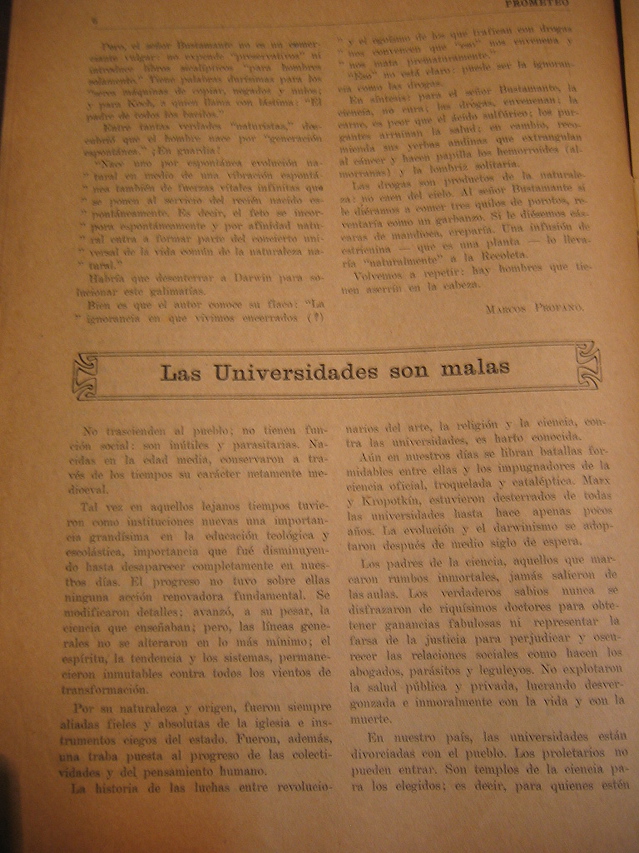 8
PROMETEO
Pero, el señor Bustamante no es un comer-
ciante vulgar: no expende "preservativos" ni
introduce libros sicalípticos "para hombres
solamente." Tiene palabras durísimas para los
"seres máquinas de copiar, negados y nulos;
y para Koch, a quien llama con lástima: "El
padre de todos los bacilos."
Entre tantas verdades "naturistas," des-
cubrió que el hombre nace por "generación
espontánea." ¡En guardia!
"Nace uno por espontánea evolución na-
" tural en medio de una vibración espontá-
" nea también de fuerzas vitales infinitas que
" se ponen al servicio del recién nacido es-
" pontáneamente. Es decir, el feto se incor-
" pora espontáneamente y por afinidad natu-
" ral entra a formar parte del concierto uni-
" versal de la vida común de la naturaleza na-
" tural."
Habría que desenterrar a Darwin para so-
lucionar este galimatías.
Bien es que el autor conoce su flaca: "La
" ignorancia en que vivimos encerrados (?)
" y el egoísmo de los que trafican con drogas
" nos convencen que "eso" nos envenena y
" nos mata prematuramente."
"Eso" no está claro: puede ser la ignoran-
cia como las drogas.
En síntesis: para el señor Bustamante, la
ciencia, no cura; las drogas, envenenan; la
carne, es peor que el ácido sulfúrico; los pur-
gantes arruinan la salud; en cambio, reco-
mienda sus yerbas andinas que extrangulan
al cáncer y hacen papilla los hemorroides (al-
morranas) y la lombriz solitaria.
Las drogas son productos de la naturale-
za: no caen del cielo. Al señor Bustamante si
le diéramos a comer tres quilos de porotos, re-
ventaría como un garbanzo. Si le diésemos cás-
caras de mandioca, creparía. Una infusión de
estricnina — que es una planta — lo lleva-
ría "naturalmente" a la Recoleta.
Volvemos a repetir: hay hombres que tie-
nen aserrín en la cabeza.
MARCOS PROFANO.
Las Universidades son malas
No trascienden al pueblo; no tienen fun-
ción social: son inútiles y parasitarias. Na-
cidas en la edad media, conservaron a tra-
vés de los tiempos su carácter netamente me-
dioeval.
Tal vez en aquellos lejanos tiempos tuvie-
ron como instituciones nuevas una importan-
cia grandísima en la educación teológica y
escolástica, importancia que fué disminuyen-
do hasta desaparecer completamente en nues-
tros días. El progreso no tuvo sobre ellas
ninguna acción renovadora fundamental. Se
modificaron detalles: avanzó, a su pesar, la
ciencia que enseñaban; pero, las líneas gene-
rales no se alteraron en lo más mínimo; el
espíritu, la tendencia y los sistemas, permane-
cieron inmutables contra todos los vientos de
transformación.
Por su naturaleza y origen, fueron siempre
aliadas fieles y absolutas de la iglesia e ins-
trumentos ciegos del estado. Fueron, además,
una traba puesta al progreso de las colecti-
vidades y del pensamiento humano.
La historia de las luchas entre revolucio-
narios del arte, la religión y la ciencia, con-
tra las universidades, es harto conocida.
Aún en nuestros días se libran batallas for-
midables entre ellas y los impugnadores de la
ciencia oficial, troquelada y cataléptica. Marx
y Kropotkin, estuvieron desterrados de todas
las universidades hasta hace apenas pocos
años. La evolución y el darwinismo se adop-
taron después de medio siglo de espera.
Los padres de la ciencia, aquellos que mar-
caron rumbos inmortales, jamás salieron de
las aulas. Los verdaderos sabios nunca se
disfrazaron de riquísimos doctores para obte-
tener ganancias fabulosas ni representar la
farsa de la justicia para perjudicar y oscu-
recer las relaciones sociales como hacen los
abogados, parásitos y leguleyos. No explotaron
la salud pública y privada, lucrando desver-
gonzada e inmoralmente con la vida y con la
muerte.
En nuestro país, las universidades están
divorciadas con el pueblo. Los proletarios no
pueden entrar. Son templos de la ciencia pa-
ra los elegidos; es decir, para quienes estén